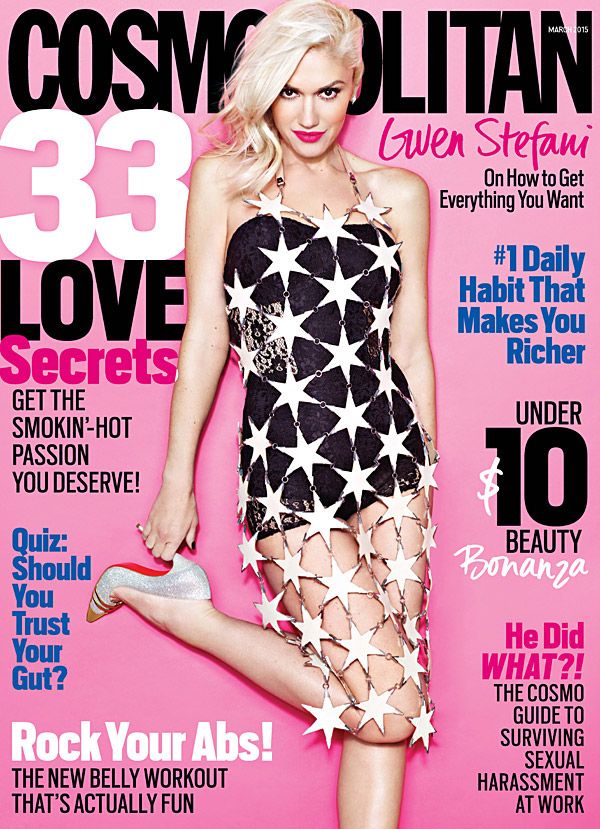 COSMOPOLITAN
MARCH 2015
33
LOVE
Secrets
GET THE
SMOKIN'-HOT
PASSION
YOU DESERVE!
Quiz:
Should
You
Trust
Your
Gut?
Rock Your Abs!
THE NEW BELLY WORKOUT
THAT'S ACTUALLY FUN
Gwen Stefani
On How to Get
Everything You Want
#1 Daily
Habit That
Makes You
Richer
UNDER
$10
BEAUTY
Bonanza
He Did
WHAT?!
THE COSMO
GUIDE TO
SURVIVING
SEXUAL
HARASSMENT
AT WORK